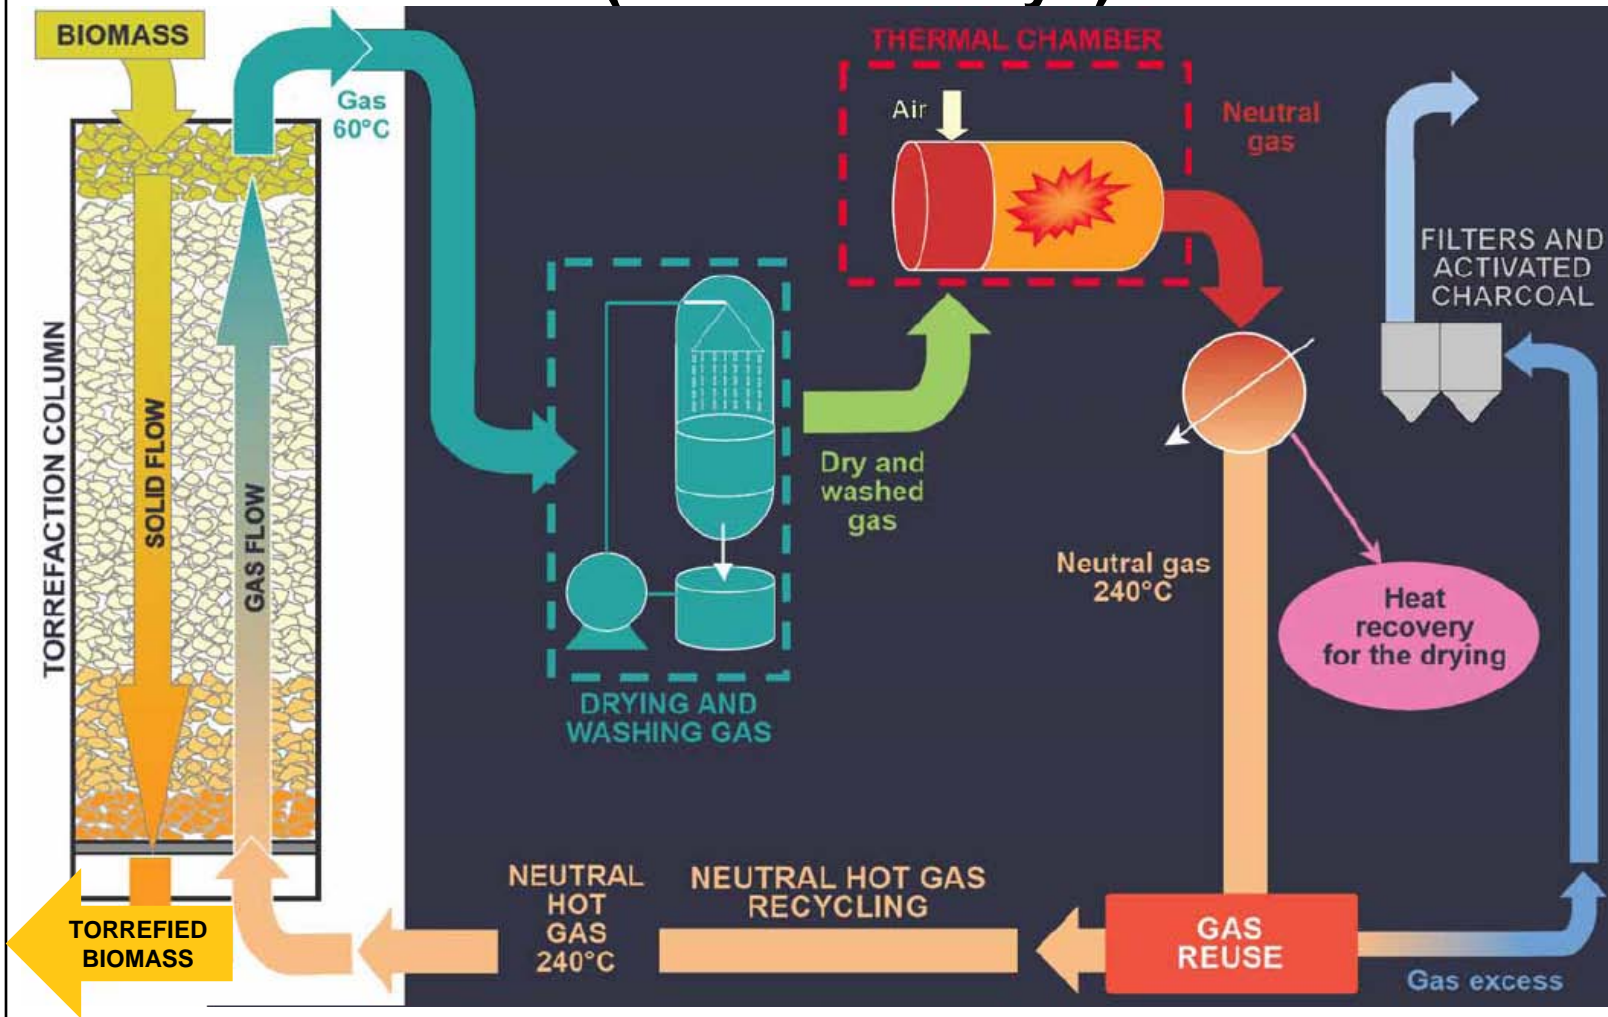 BIOMASS
Gas
60°C
TORREFACTION COLUMN
SOLID FLOW
GAS FLOW
TORREFIED
BIOMASS
DRYING AND
WASHING GAS
Dry and
washed
gas
THERMAL CHAMBER
Air
Neutral
gas
Neutral gas
240°C
Heat
recovery
for the drying
FILTERS AND
ACTIVATED
CHARCOAL
NEUTRAL
HOT
GAS
240°C
NEUTRAL HOT GAS
RECYCLING
GAS
REUSE
Gas excess